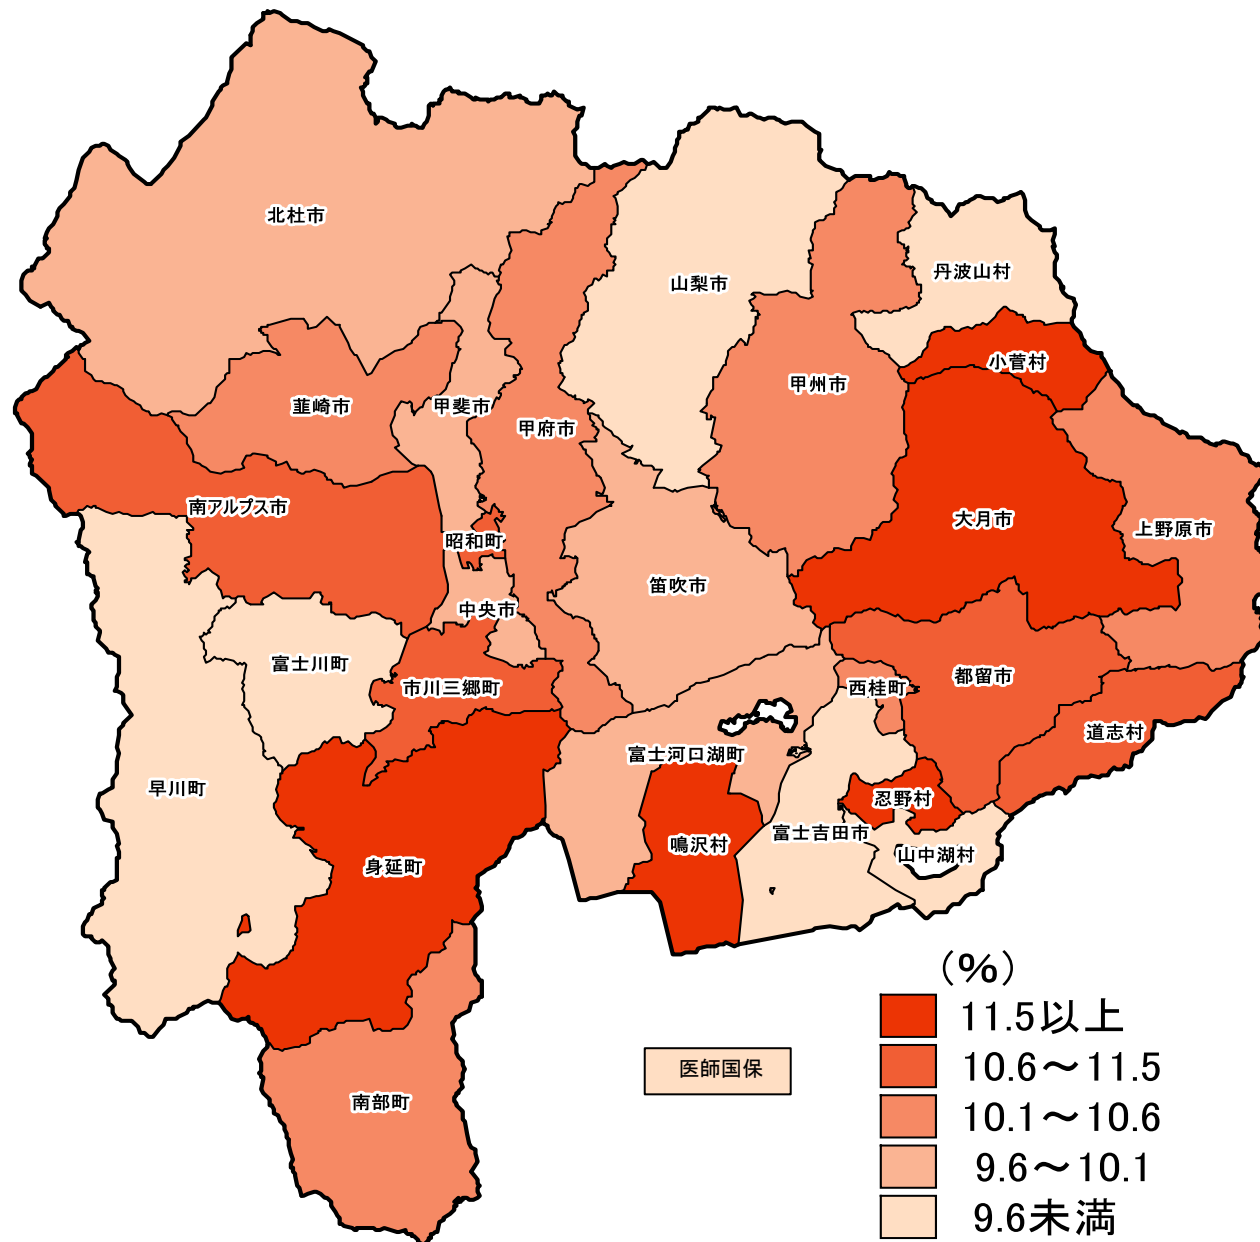 北杜市
丹波山村
山梨市
小菅村
甲州市
韮崎市
甲斐市
甲府市
南アルプス市
大月市
上野原市
昭和町
笛吹市
中央市
富士川町
都留市
市川三郷町
西桂町
道志村
富士河口湖町
早川町
忍野村
富士吉田市
鳴沢村
山中湖村
身延町
(%)
11.5以上
10.6～11.5
医師国保
南部町
10.1～10.6
9.6～10.1
9.6未満